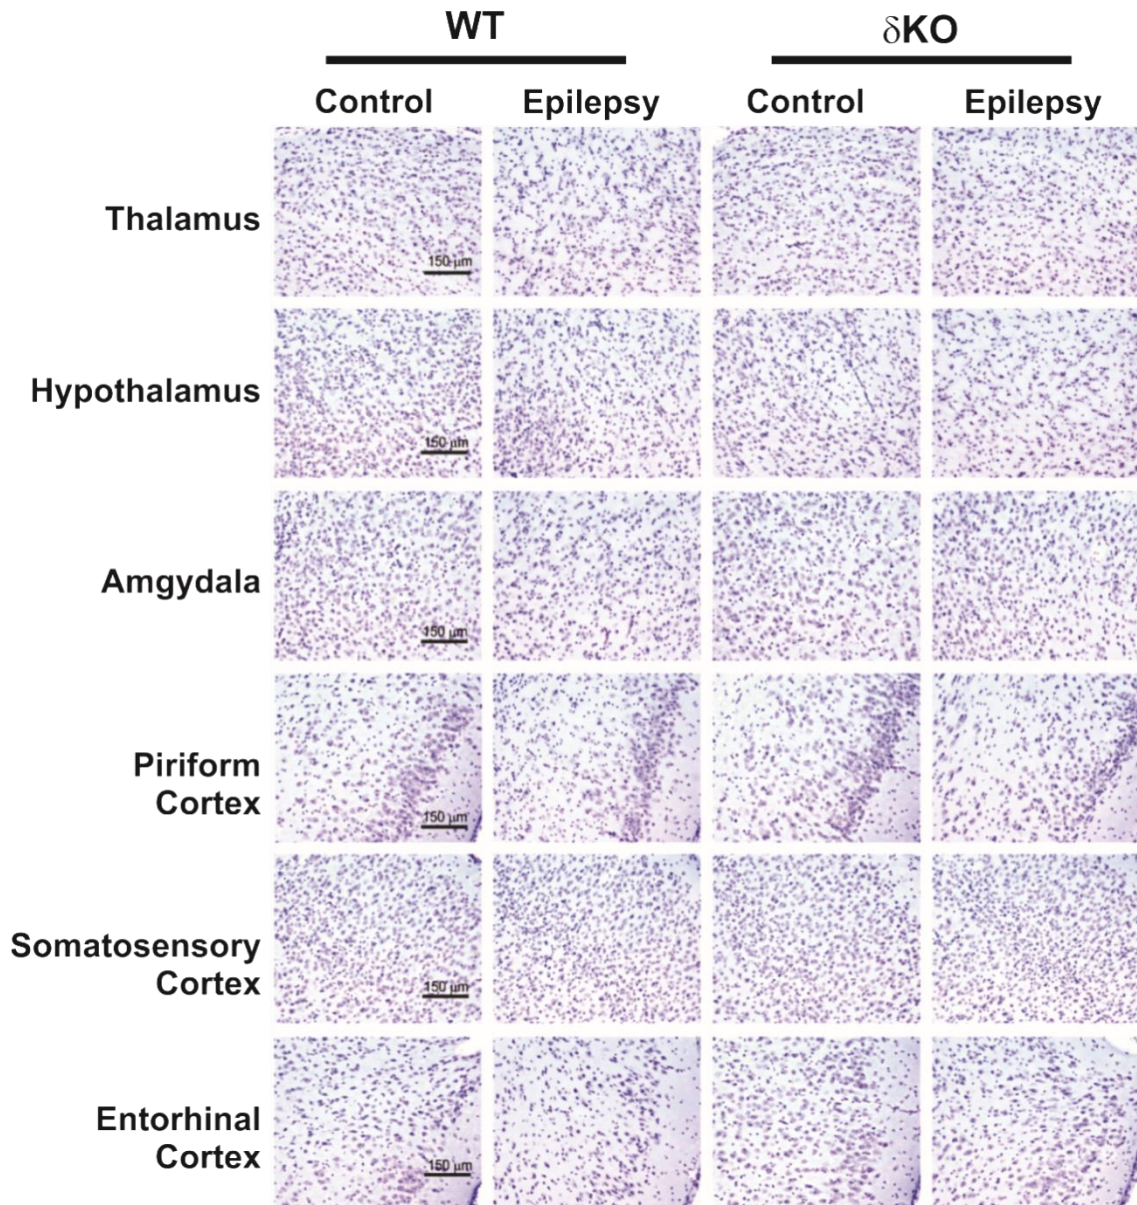 WT δKO
Control Epilepsy Control Epilepsy
Thalamus
150 µm
Hypothalamus
150 µm
Amgydala
150 µm
Piriform
Cortex
150 µm
Somatosensory
Cortex
150 µm
Entorhinal
Cortex
150 µm